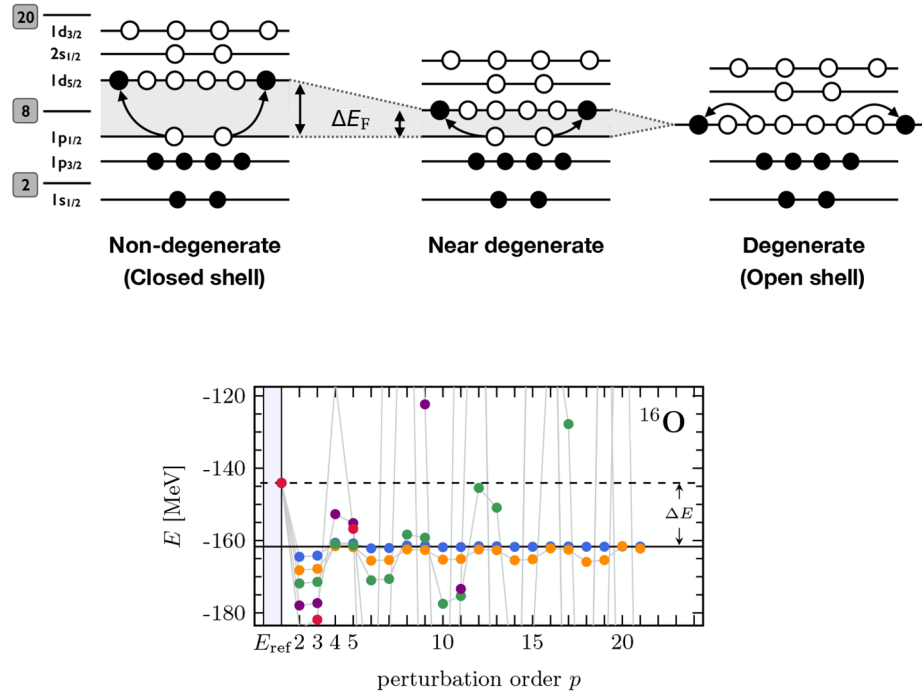 20
1d3/2
2s1/2
1d5/2
8
1p1/2
1p3/2
2
1s1/2
ΔE_F
Non-degenerate
(Closed shell)
Near degenerate
Degenerate
(Open shell)
16O
E [MeV]
-120
-140
-160
-180
ΔE
E_ref 2 3 4 5 10 15 20
perturbation order p